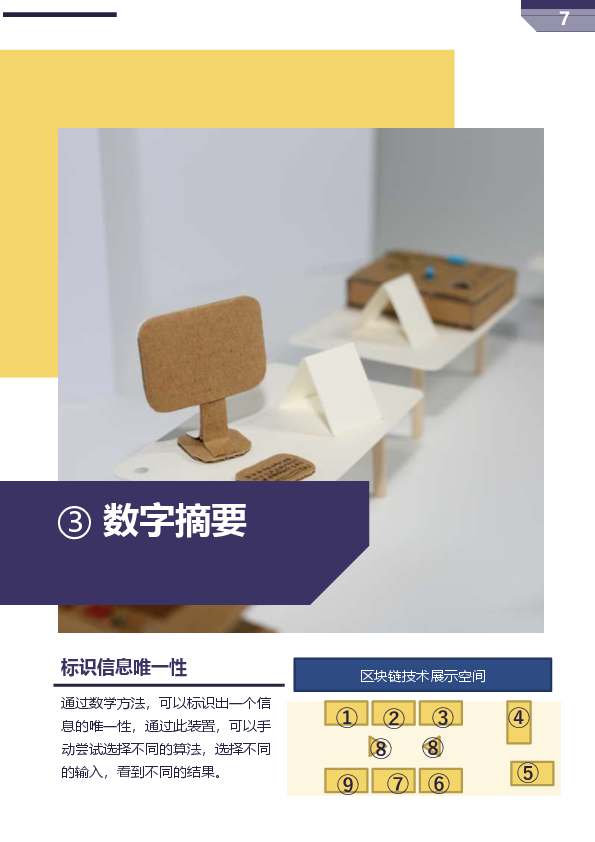 7
③ 数字摘要
标识信息唯一性
通过数学方法，可以标识出一个信
息的唯一性，通过此装置，可以手
动尝试选择不同的算法，选择不同
的输入，看到不同的结果。
区块链技术展示空间
① ② ③ ④
⑧ ⑧
⑤
⑨ ⑦ ⑥